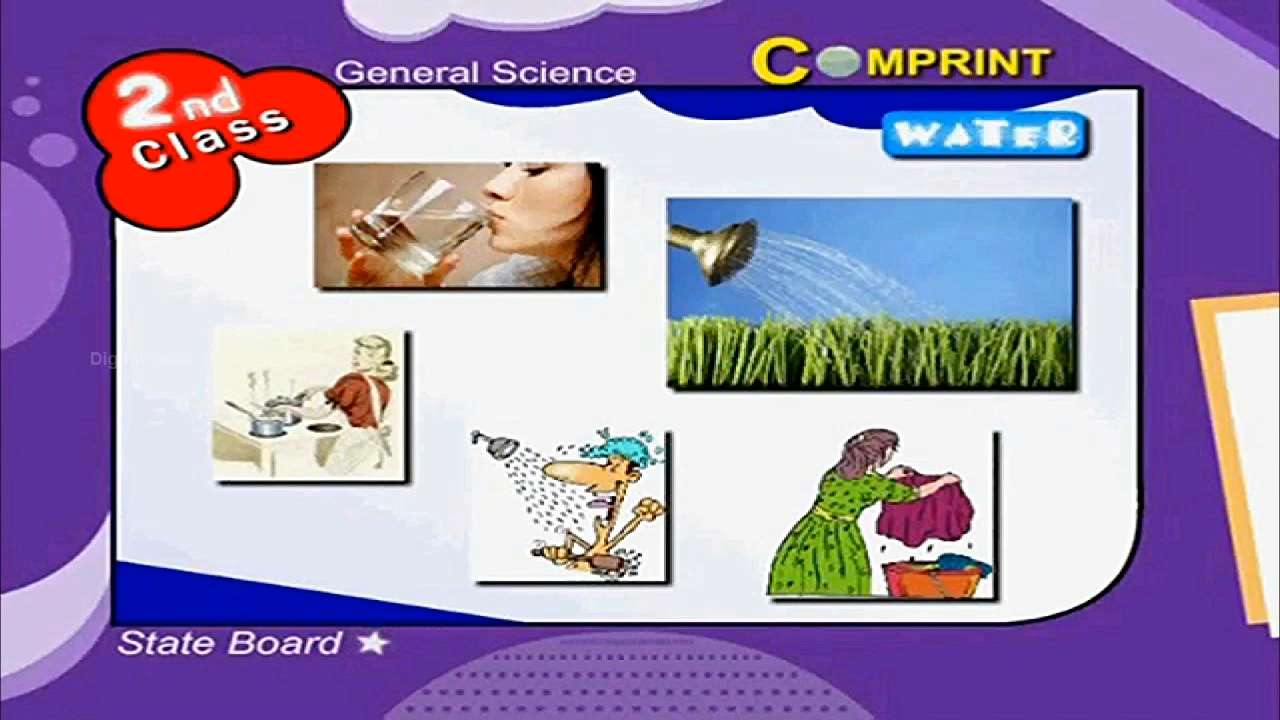 General Science
COMPRINT
2nd
Class
WATER
State Board